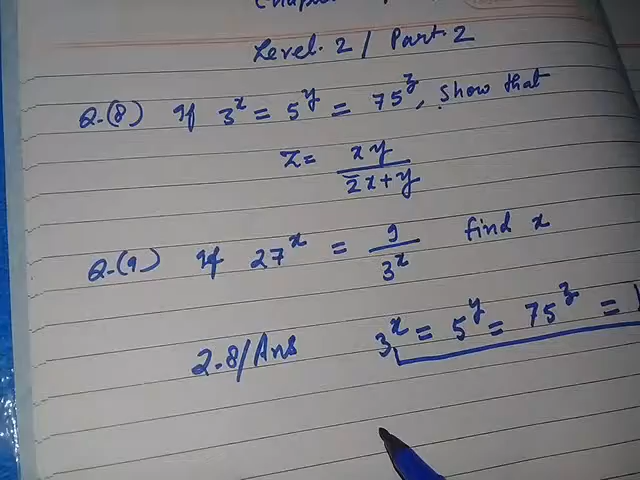 Level. 2 / Part. 2
Q.(8) If 3^x = 5^y = 75^z, Show that
z = xy / 2x+y
Q.(9) If 27^x = 9 / 3^x find x
2.8/Ans 3^x = 5^y = 75^z =